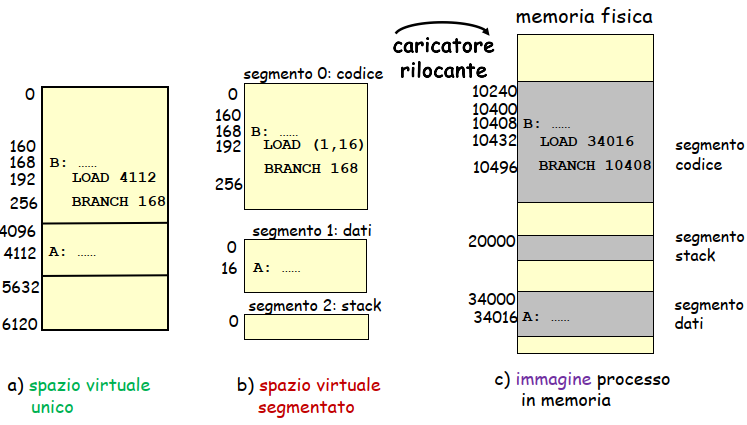 0
160
168 B: ......
192 LOAD 4112
256 BRANCH 168
4096
4112 A: ......
5632
6120
a) spazio virtuale
unico
segmento 0: codice
0
160
168 B: ......
192 LOAD (1,16)
BRANCH 168
256
segmento 1: dati
0
16 A: ......
segmento 2: stack
0
b) spazio virtuale
segmentato
caricatore
rilocante
memoria fisica
10240
10400
10408 B: ......
10432 LOAD 34016
10496 BRANCH 10408
segmento
codice
20000
segmento
stack
34000
34016 A: ......
segmento
dati
c) immagine processo
in memoria